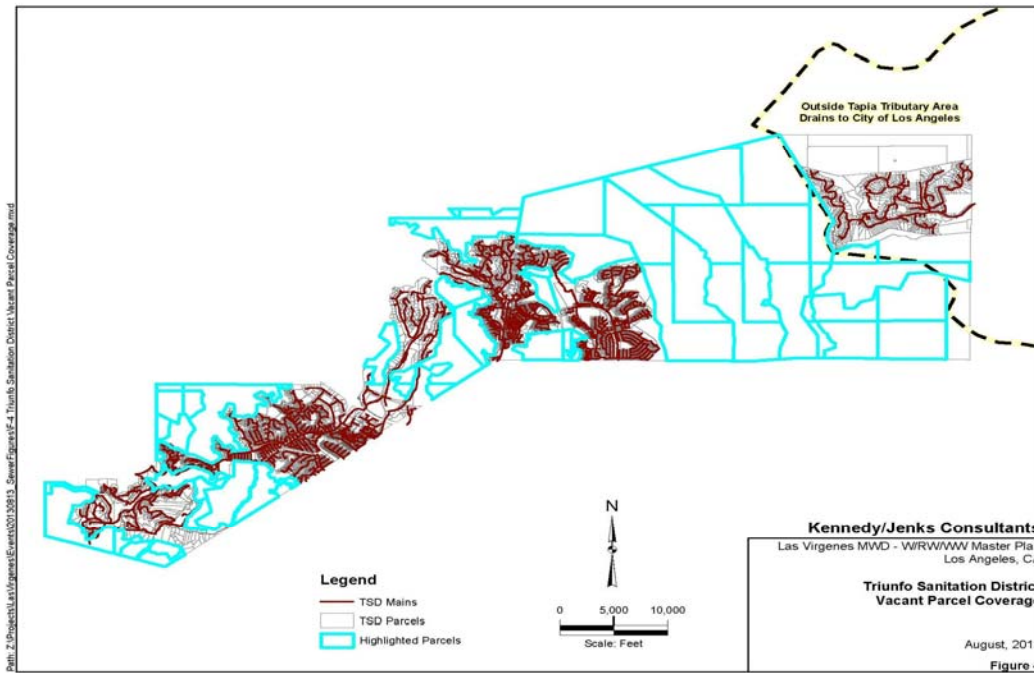 Outside Tapia Tributary Area
Drains to City of Los Angeles
Path: Z:\Projects\LasVirgenes\Events\20130813_SewerFigures\F-4 Triunfo Sanitation District Vacant Parcel Coverage.mxd
N
Legend
TSD Mains
TSD Parcels
Highlighted Parcels
0 5,000 10,000
Scale: Feet
Kennedy/Jenks Consultants
Las Virgenes MWD - W/RW/WW Master Pla
Los Angeles, C
Triunfo Sanitation Distric
Vacant Parcel Coverag
August, 201
Figure